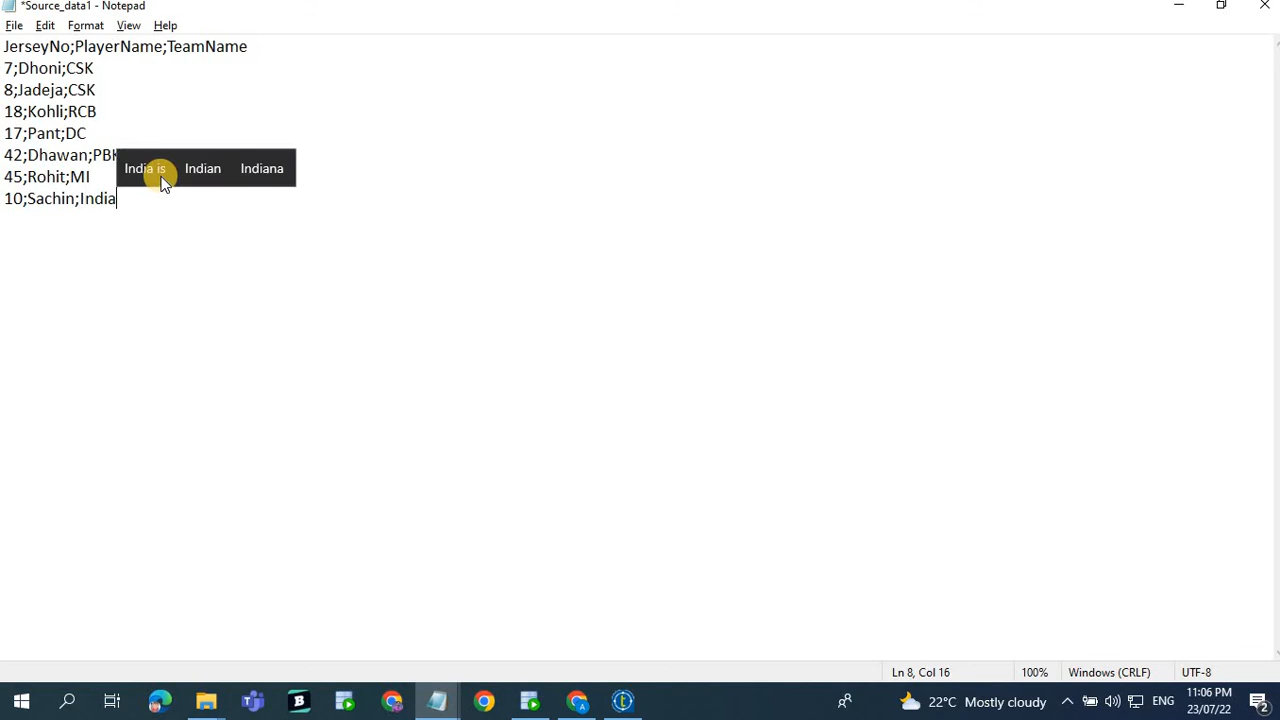 *Source_data1 - Notepad
File Edit Format View Help
JerseyNo;PlayerName;TeamName
7;Dhoni;CSK
8;Jadeja;CSK
18;Kohli;RCB
17;Pant;DC
42;Dhawan;PBK
India is Indian Indiana
45;Rohit;MI
10;Sachin;India
Ln 8, Col 16 100% Windows (CRLF) UTF-8
22°C Mostly cloudy ENG 11:06 PM
23/07/22 2